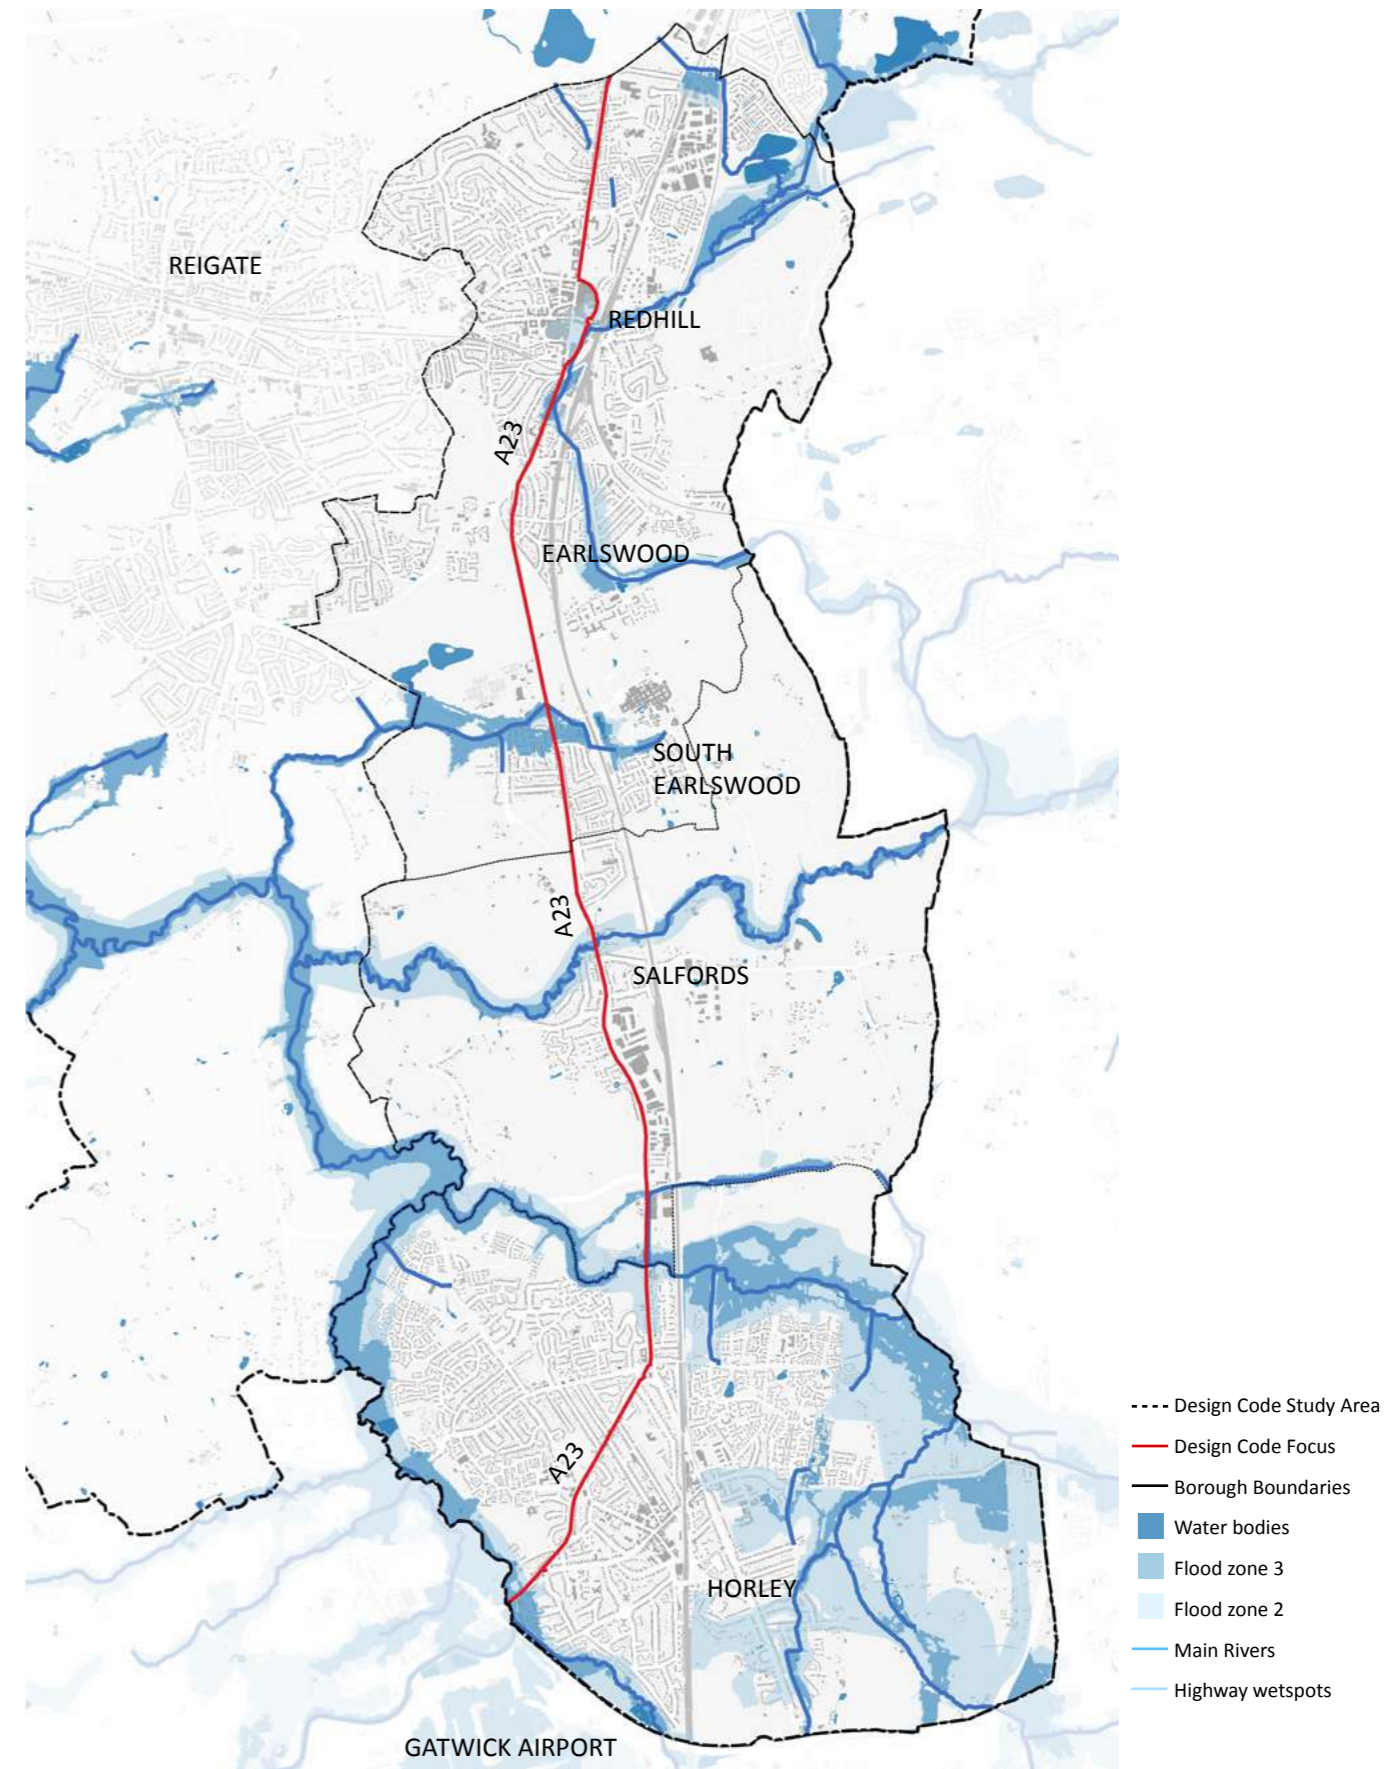 REIGATE
REDHILL
A23
EARLSWOOD
SOUTH
EARLSWOOD
A23
SALFORDS
Design Code Study Area
Design Code Focus
A23
Borough Boundaries
Water bodies
Flood zone 3
HORLEY
Flood zone 2
Main Rivers
Highway wetspots
GATWICK AIRPORT